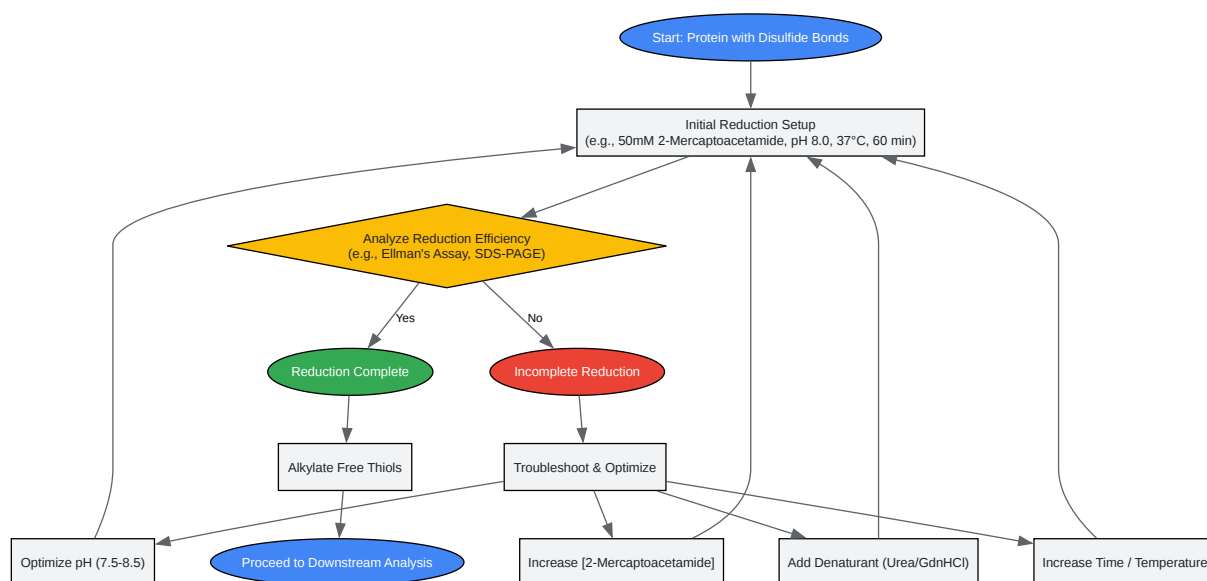 Start: Protein with Disulfide Bonds
Initial Reduction Setup
(e.g., 50mM 2-Mercaptoacetamide, pH 8.0, 37°C, 60 min)
Analyze Reduction Efficiency
(e.g., Ellman's Assay, SDS-PAGE)
Yes
No
Reduction Complete
Incomplete Reduction
Alkylate Free Thiols
Troubleshoot & Optimize
Optimize pH (7.5-8.5)
Proceed to Downstream Analysis
Increase [2-Mercaptoacetamide]
Add Denaturant (Urea/GdnHCl)
Increase Time / Temperature